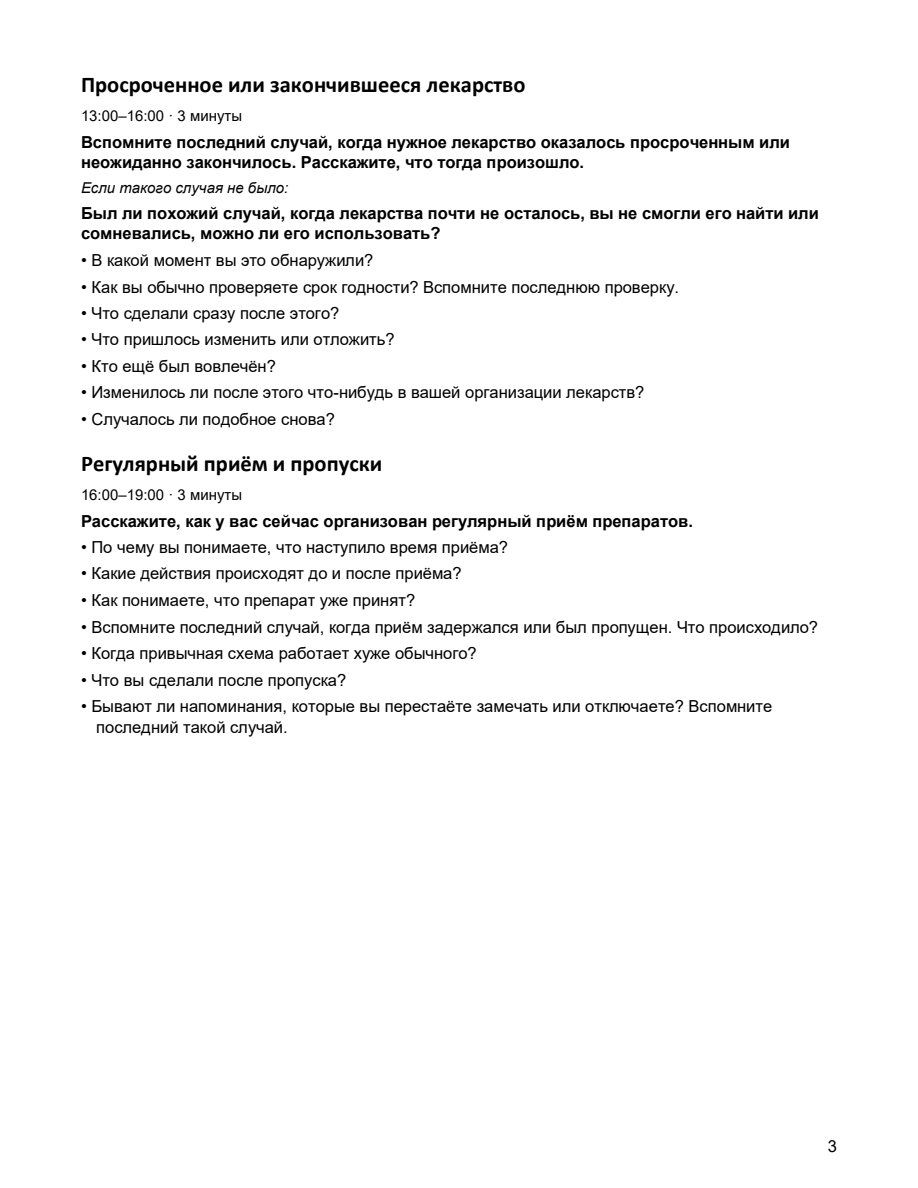 Просроченное или закончившееся лекарство
13:00–16:00 · 3 минуты
Вспомните последний случай, когда нужное лекарство оказалось просроченным или
неожиданно закончилось. Расскажите, что тогда произошло.
Если такого случая не было:
Был ли похожий случай, когда лекарства почти не осталось, вы не смогли его найти или
сомневались, можно ли его использовать?
• В какой момент вы это обнаружили?
• Как вы обычно проверяете срок годности? Вспомните последнюю проверку.
• Что сделали сразу после этого?
• Что пришлось изменить или отложить?
• Кто ещё был вовлечён?
• Изменилось ли после этого что-нибудь в вашей организации лекарств?
• Случалось ли подобное снова?
Регулярный приём и пропуски
16:00–19:00 · 3 минуты
Расскажите, как у вас сейчас организован регулярный приём препаратов.
• По чему вы понимаете, что наступило время приёма?
• Какие действия происходят до и после приёма?
• Как понимаете, что препарат уже принят?
• Вспомните последний случай, когда приём задержался или был пропущен. Что происходило?
• Когда привычная схема работает хуже обычного?
• Что вы сделали после пропуска?
• Бывают ли напоминания, которые вы перестаёте замечать или отключаете? Вспомните
последний такой случай.
3